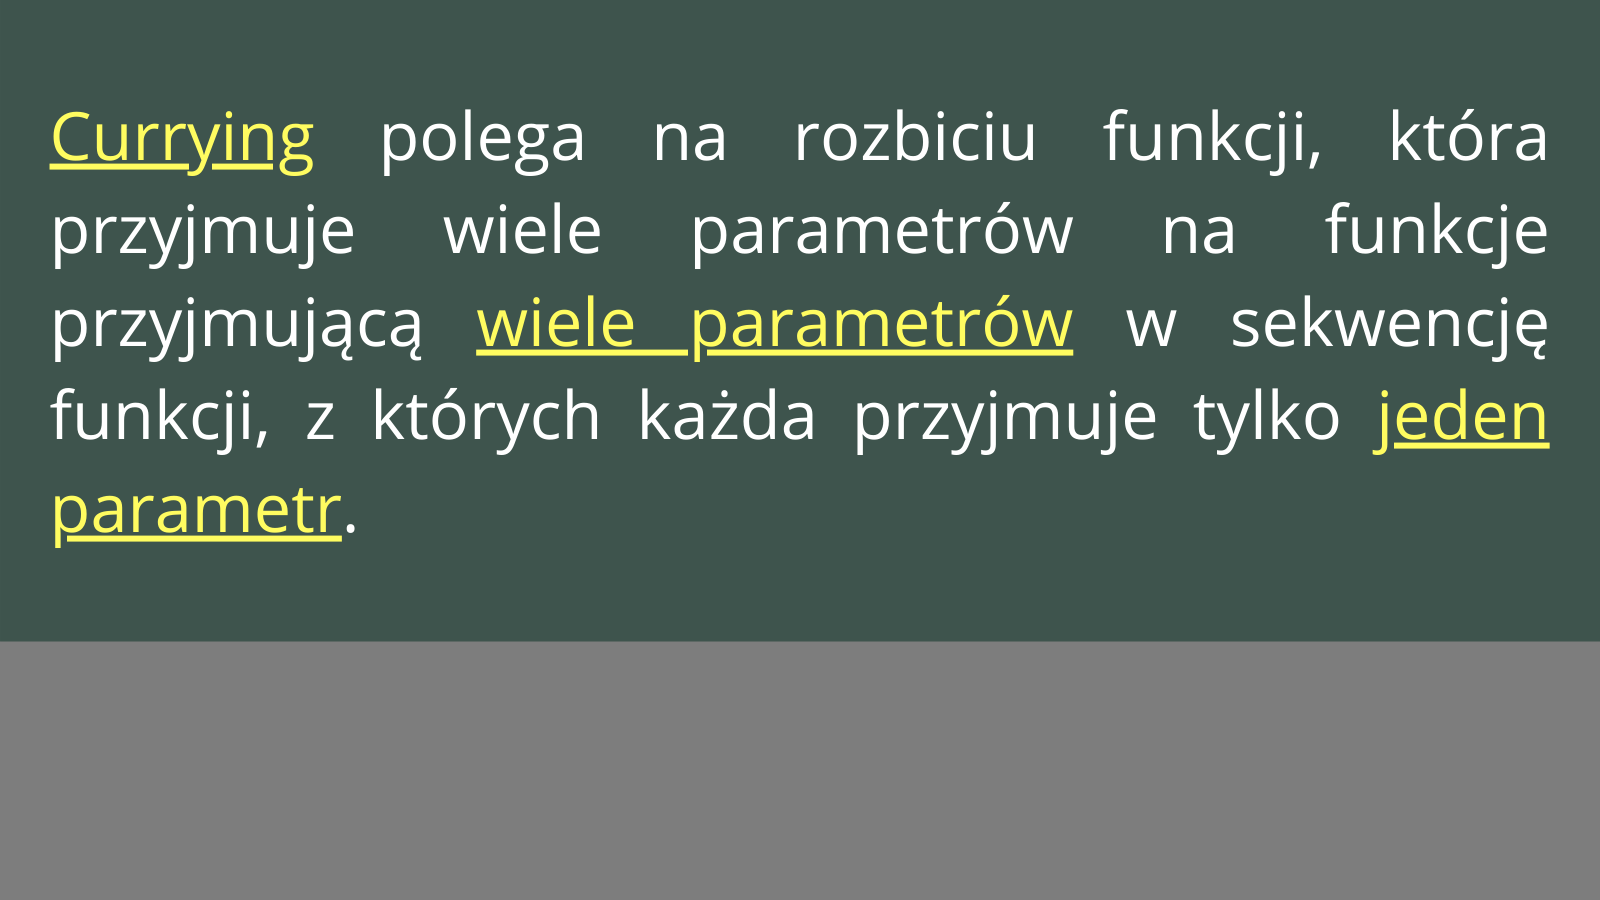 Currying polega na rozbiciu funkcji, która
przyjmuje wiele parametrów na funkcje
przyjmującą wiele parametrów w sekwencję
funkcji, z których każda przyjmuje tylko jeden
parametr.